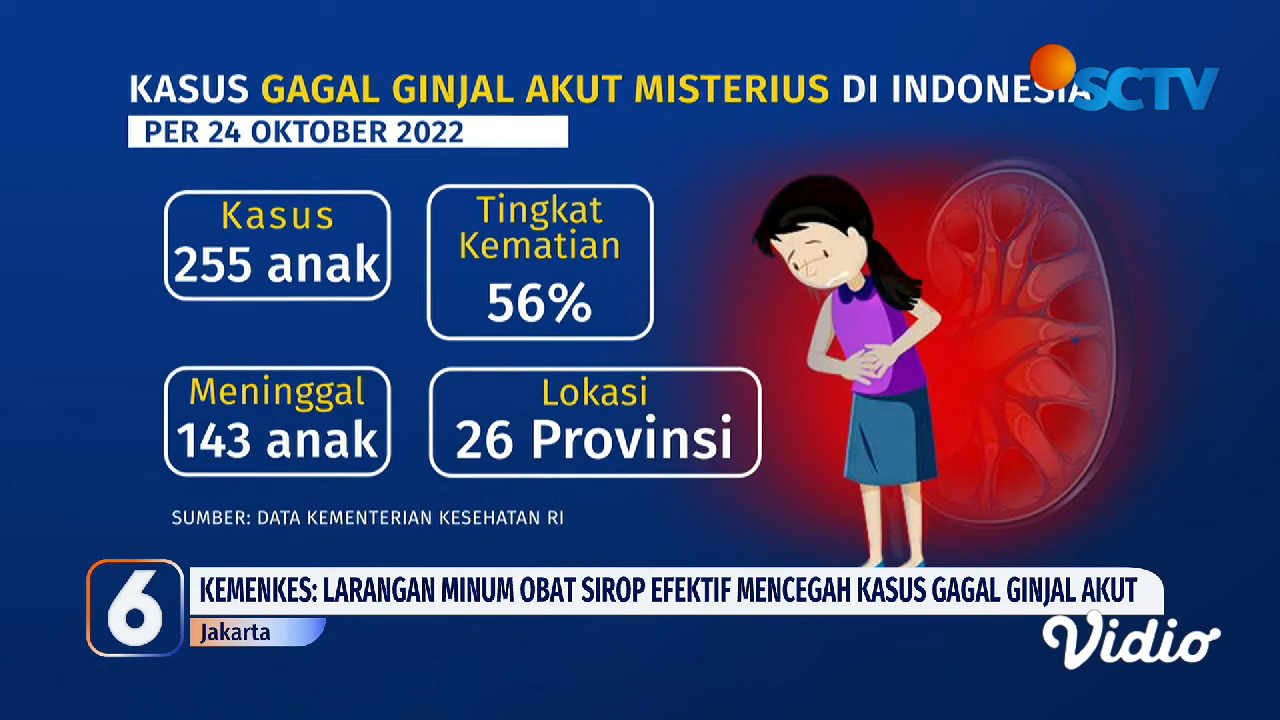 KASUS GAGAL GINJAL AKUT MISTERIUS DI INDONESIA
SCTV
PER 24 OKTOBER 2022
Kasus
255 anak
Tingkat
Kematian
56%
Meninggal
143 anak
Lokasi
26 Provinsi
SUMBER: DATA KEMENTERIAN KESEHATAN RI
6
KEMENKES: LARANGAN MINUM OBAT SIROP EFEKTIF MENCEGAH KASUS GAGAL GINJAL AKUT
Jakarta
Vidio